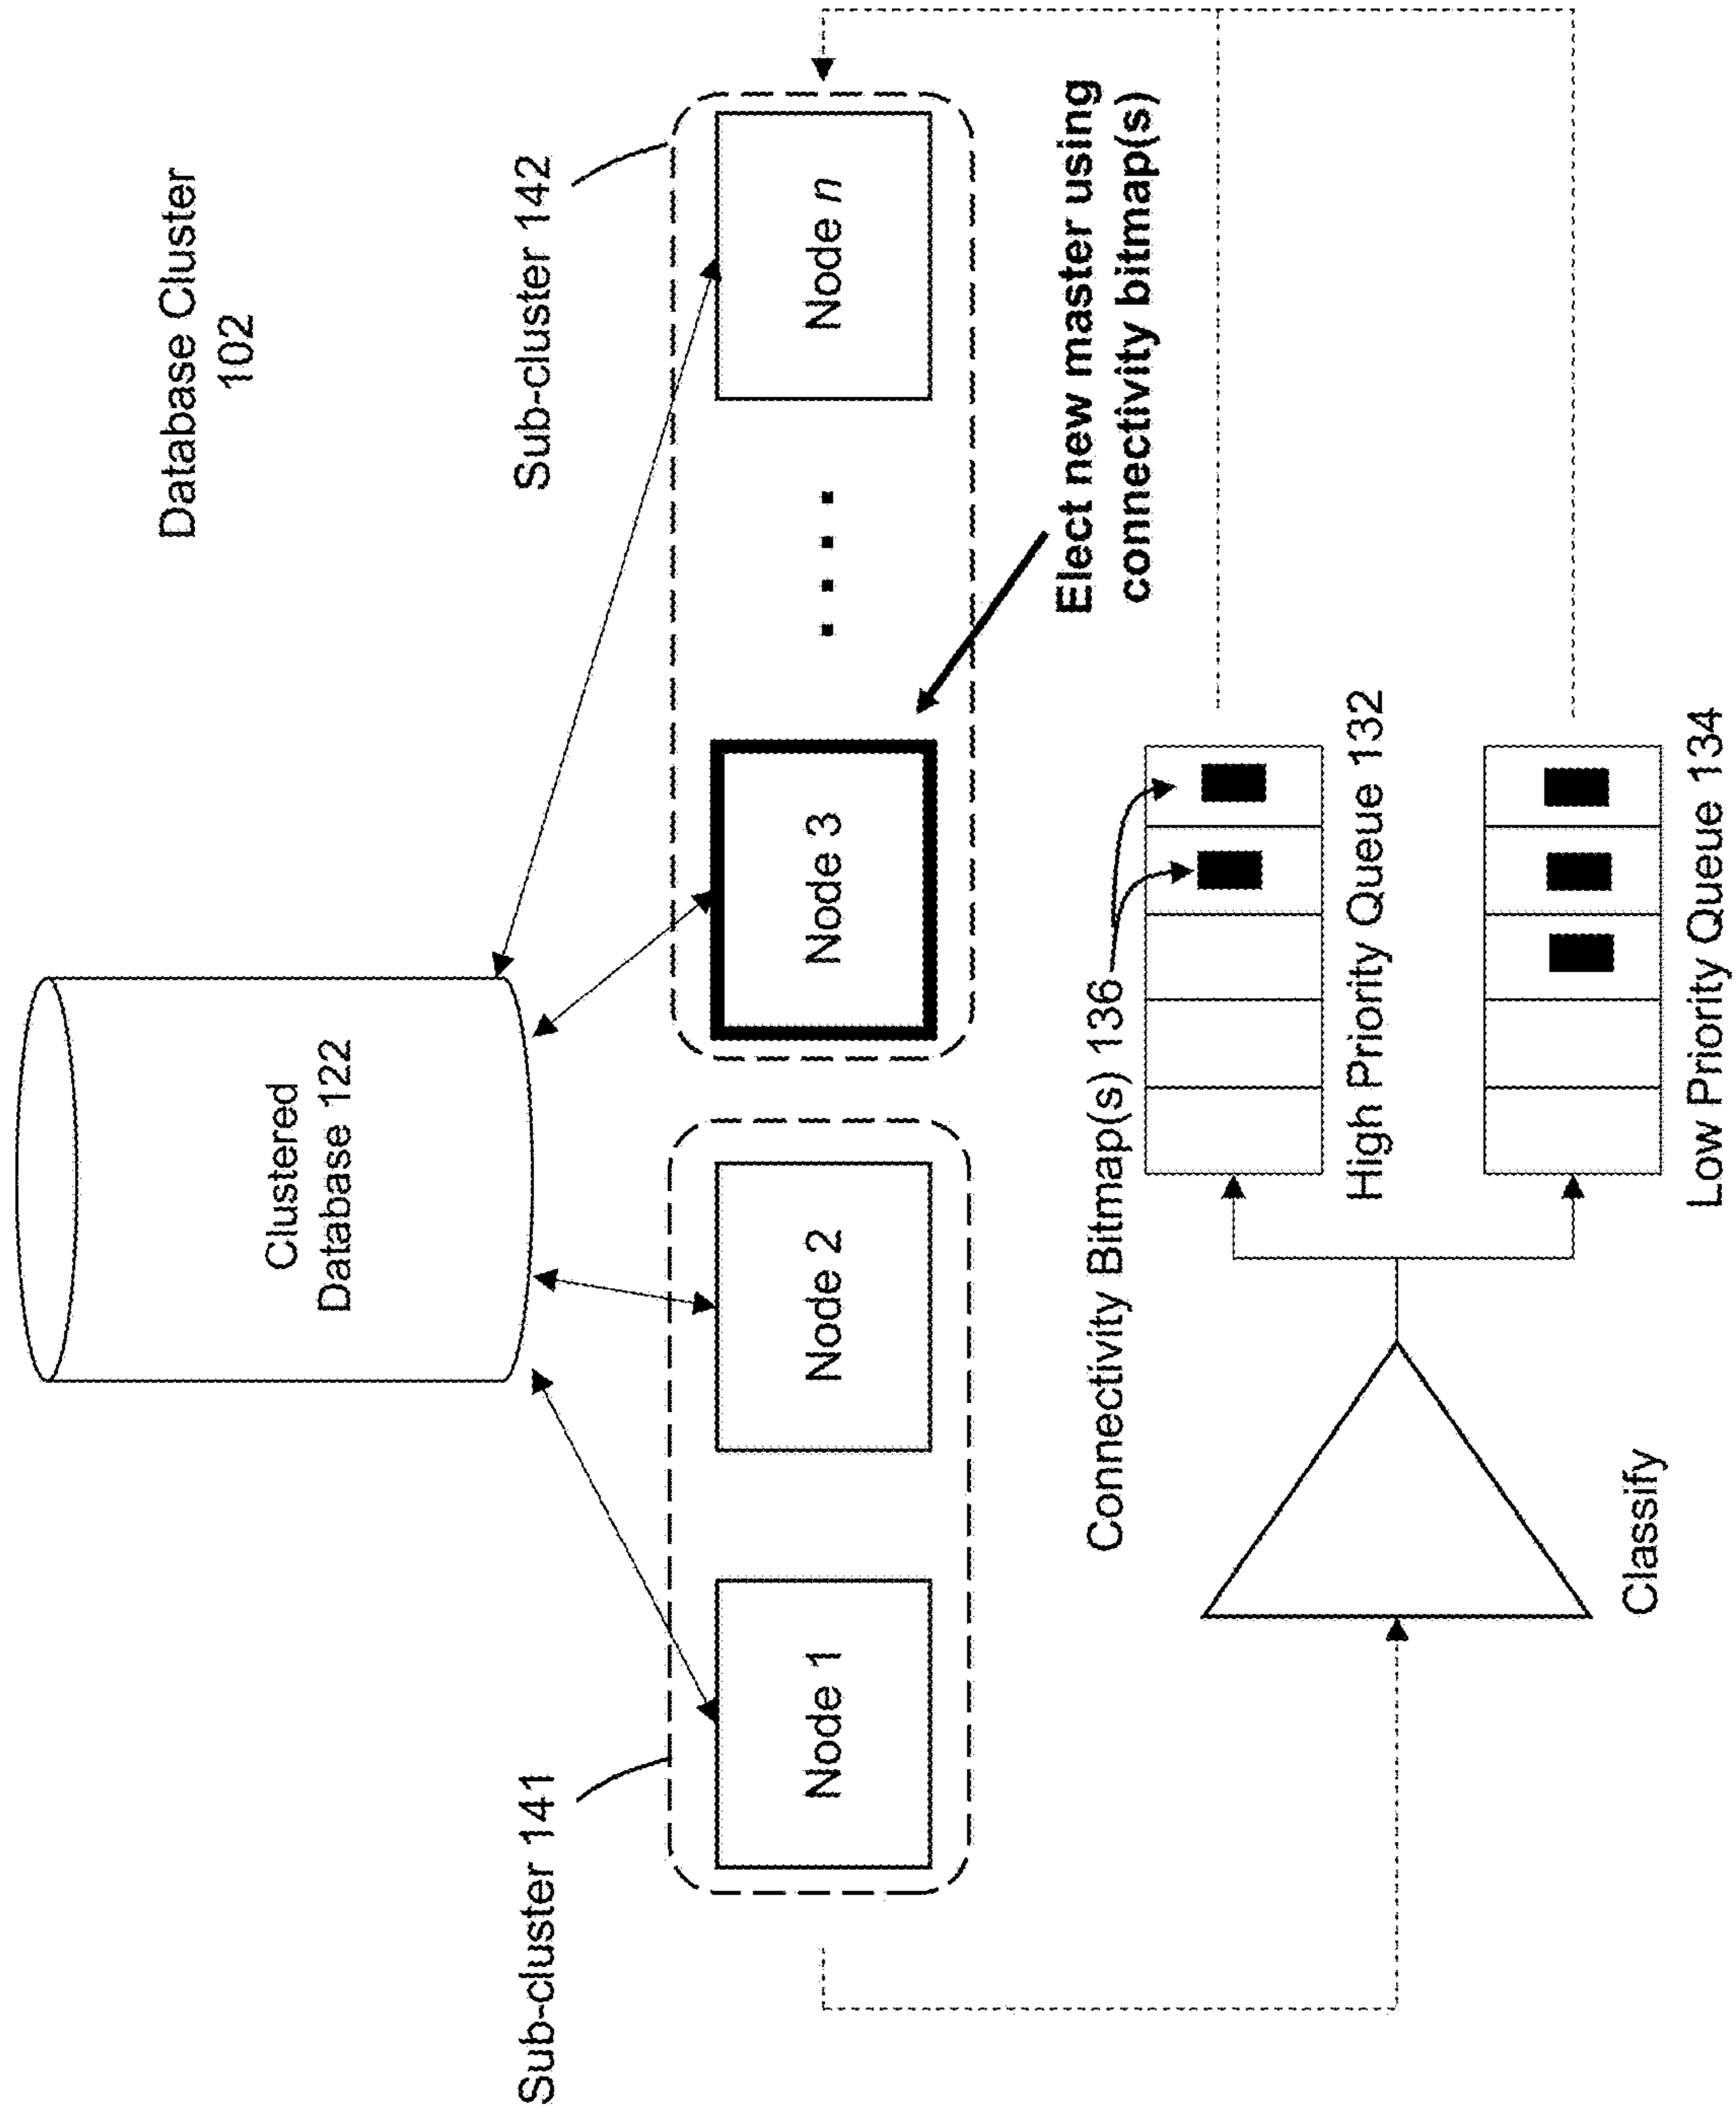 Database Cluster
102
Clustered
Database 122
Sub-cluster 141
Sub-cluster 142
Node 1
Node 2
Node 3
Node n
Elect new master using
connectivity bitmap(s)
Connectivity Bitmap(s) 136
High Priority Queue 132
Classify
Low Priority Queue 134